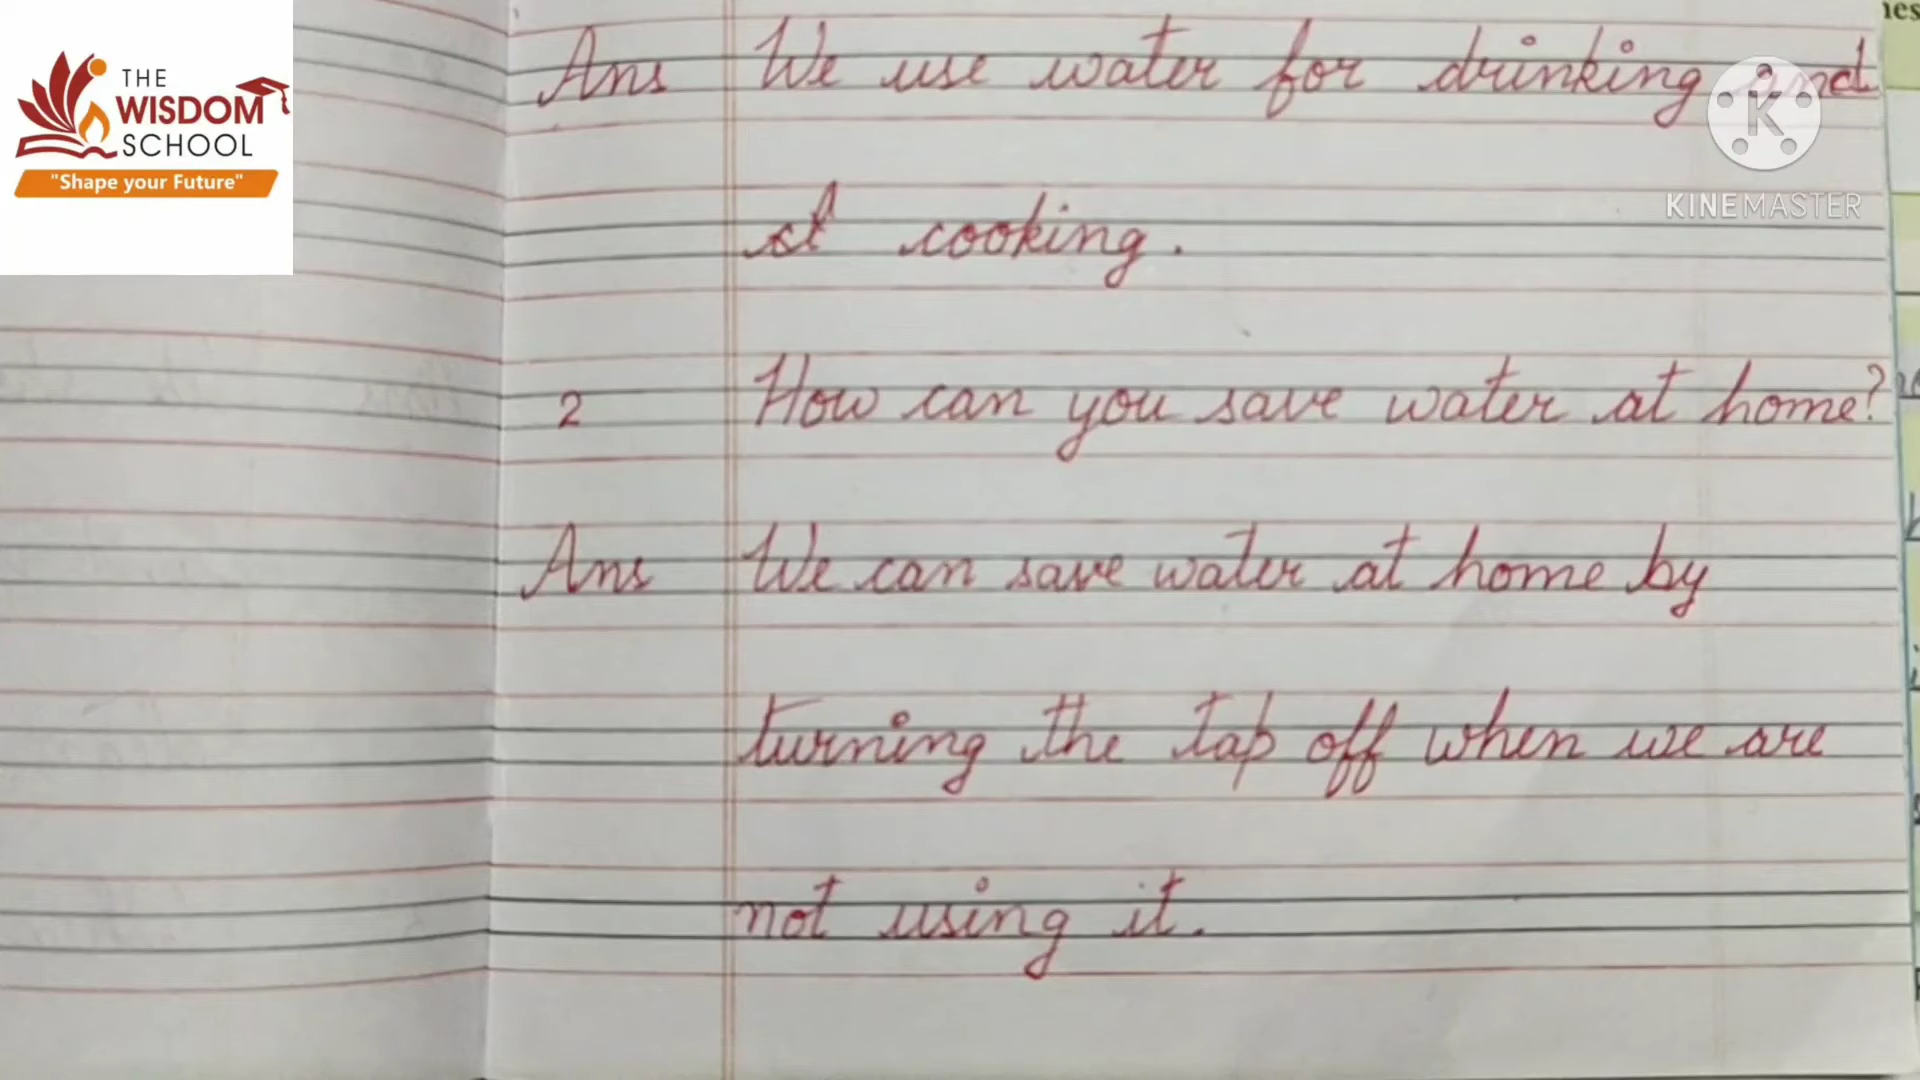 THE
WISDOM
SCHOOL
"Shape your Future"
Ans We use water for drinking and
cooking.
2 How can you save water at home?
Ans We can save water at home by
turning the tap off when we are
not using it.
K
KINEMASTER